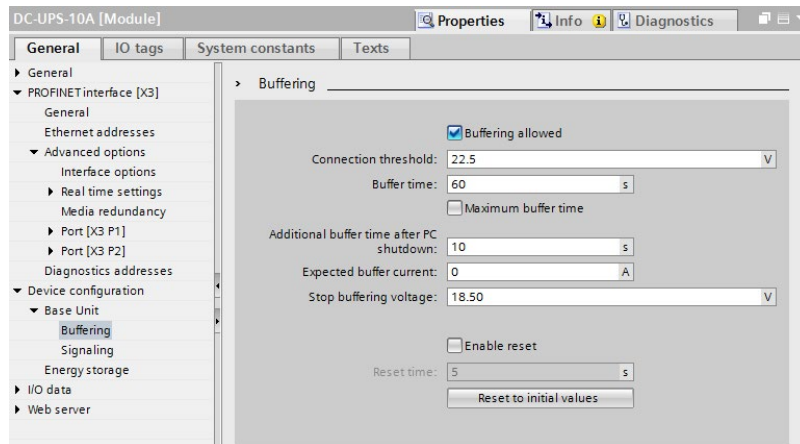 DC-UPS-10A [Module]
Properties
Info
Diagnostics
General
IO tags
System constants
Texts
General
PROFINET interface [X3]
General
Ethernet addresses
Advanced options
Interface options
Real time settings
Media redundancy
Port [X3 P1]
Port [X3 P2]
Diagnostics addresses
Device configuration
Base Unit
Buffering
Signaling
Energy storage
I/O data
Web server
Buffering
Buffering allowed
Connection threshold: 22.5 V
Buffer time: 60 s
Maximum buffer time
Additional buffer time after PC
shutdown: 10 s
Expected buffer current: 0 A
Stop buffering voltage: 18.50 V
Enable reset
Reset time: 5 s
Reset to initial values